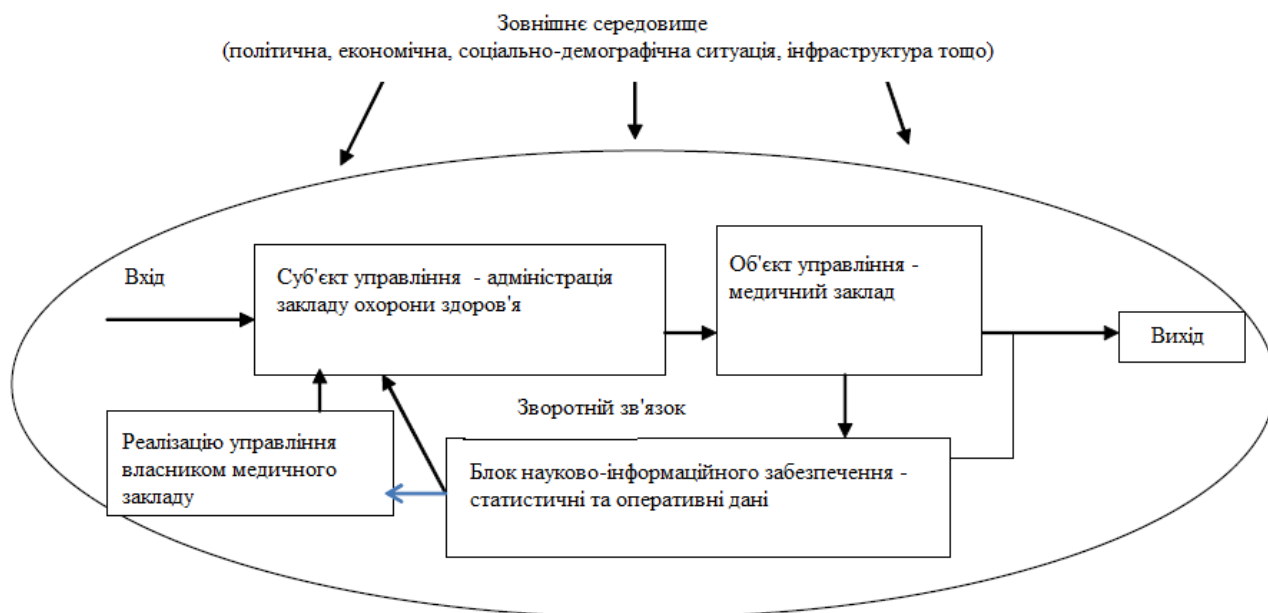 Зовнішнє середовище
(політична, економічна, соціально-демографічна ситуація, інфраструктура тощо)
Вхід
Суб'єкт управління - адміністрація
закладу охорони здоров'я
Об'єкт управління -
медичний заклад
Вихід
Зворотній зв'язок
Реалізацію управління
власником медичного
закладу
Блок науково-інформаційного забезпечення -
статистичні та оперативні дані